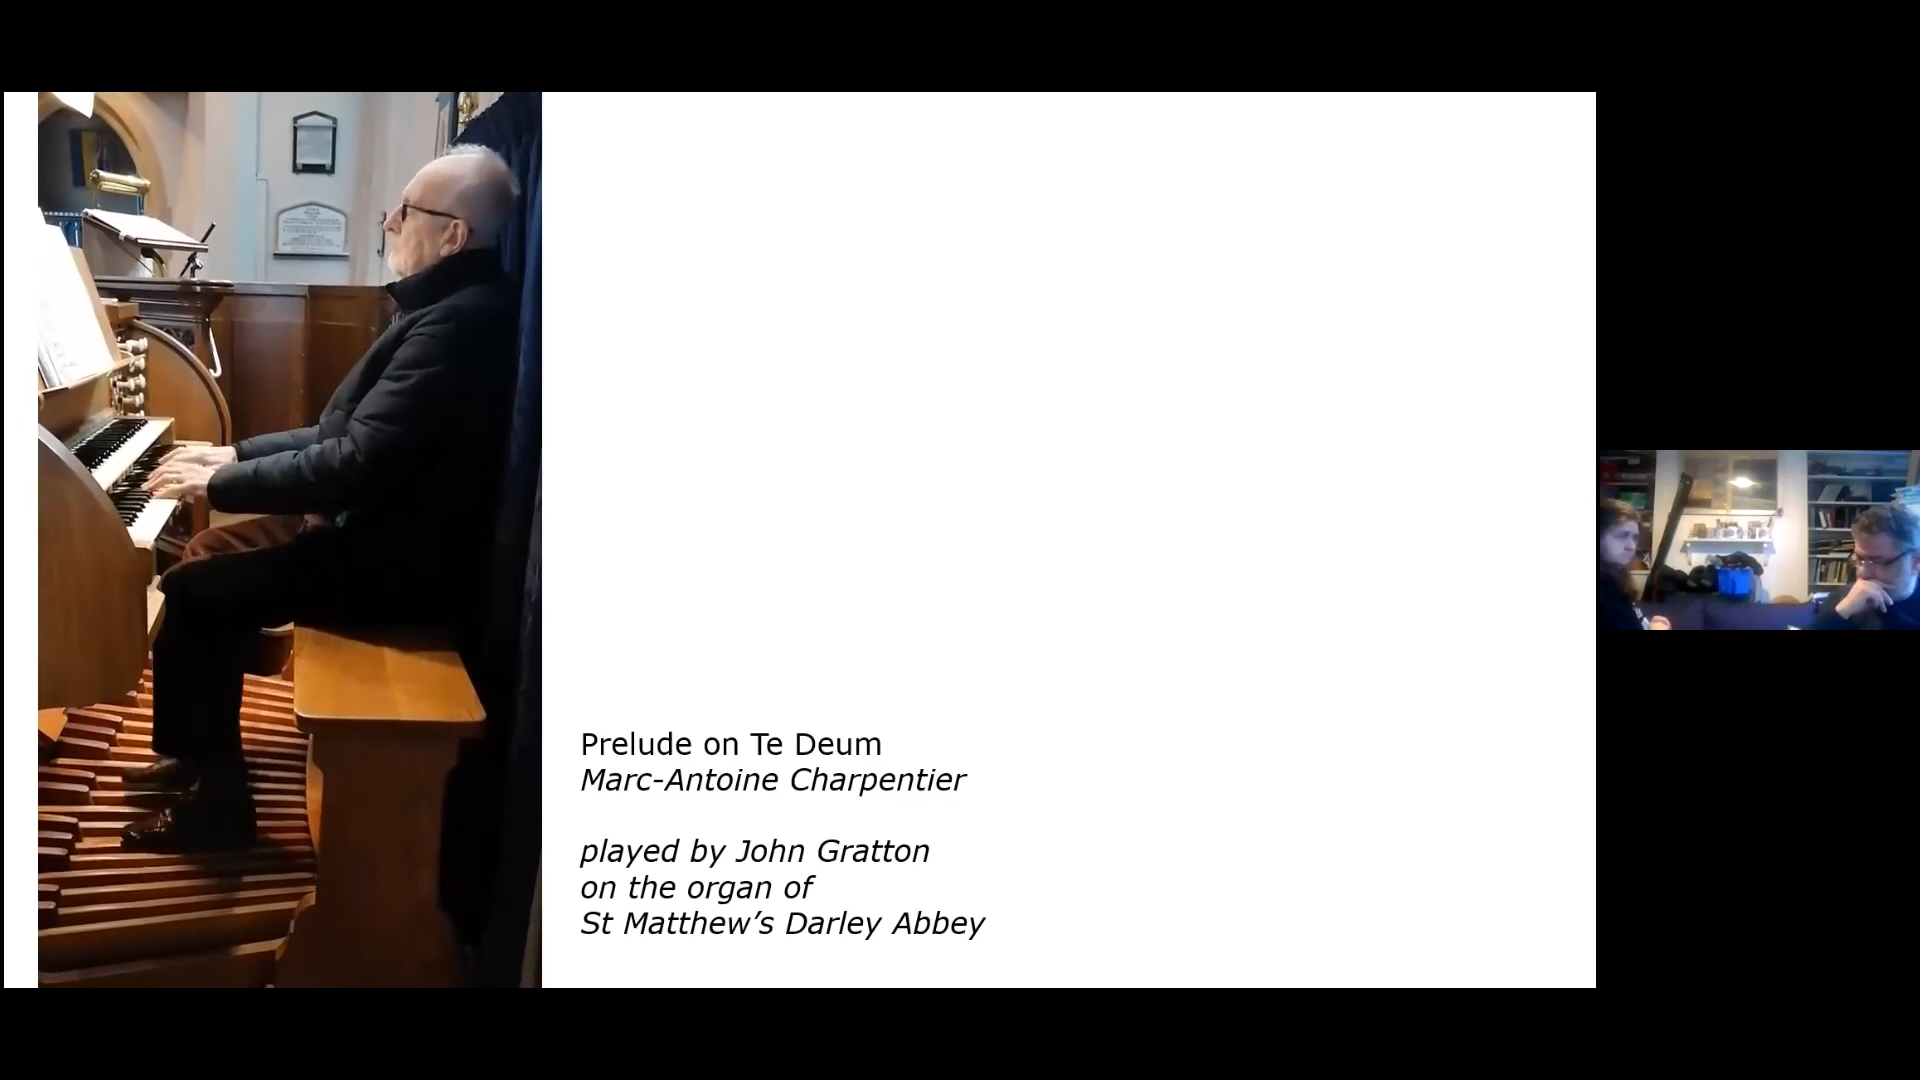 Prelude on Te Deum
Marc-Antoine Charpentier
played by John Gratton
on the organ of
St Matthew’s Darley Abbey